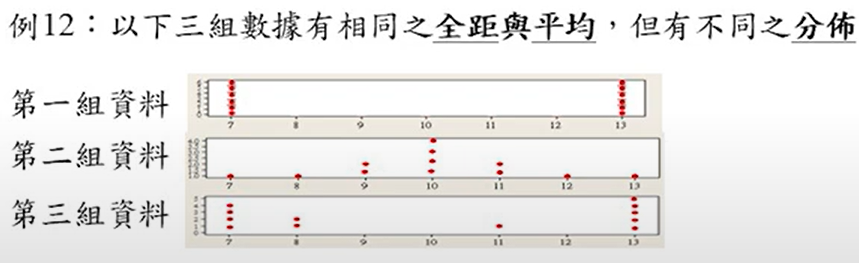 例12：以下三組數據有相同之全距與平均，但有不同之分佈
第一組資料
7 8 9 10 11 12 13
第二組資料
7 8 9 10 11 12 13
第三組資料
7 8 9 10 11 12 13